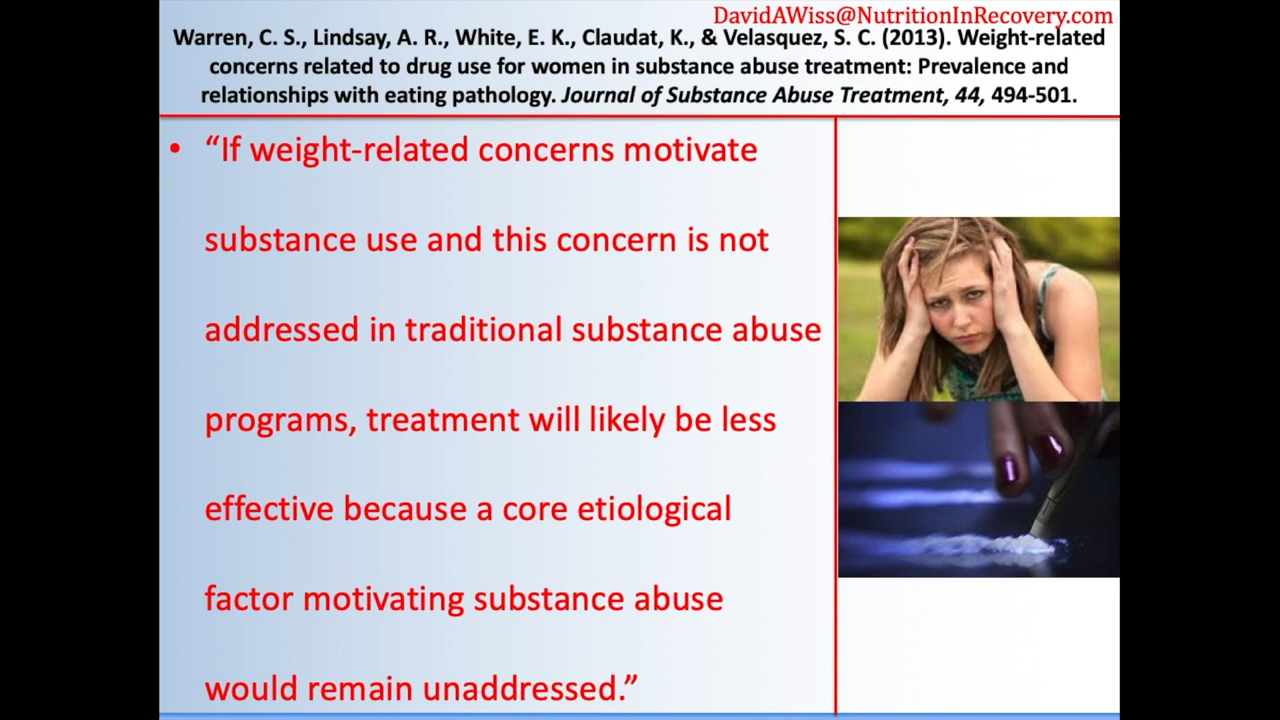 DavidAWiss@NutritionInRecovery.com
Warren, C. S., Lindsay, A. R., White, E. K., Claudat, K., & Velasquez, S. C. (2013). Weight-related
concerns related to drug use for women in substance abuse treatment: Prevalence and
relationships with eating pathology. Journal of Substance Abuse Treatment, 44, 494-501.
• “If weight-related concerns motivate
substance use and this concern is not
addressed in traditional substance abuse
programs, treatment will likely be less
effective because a core etiological
factor motivating substance abuse
would remain unaddressed.”